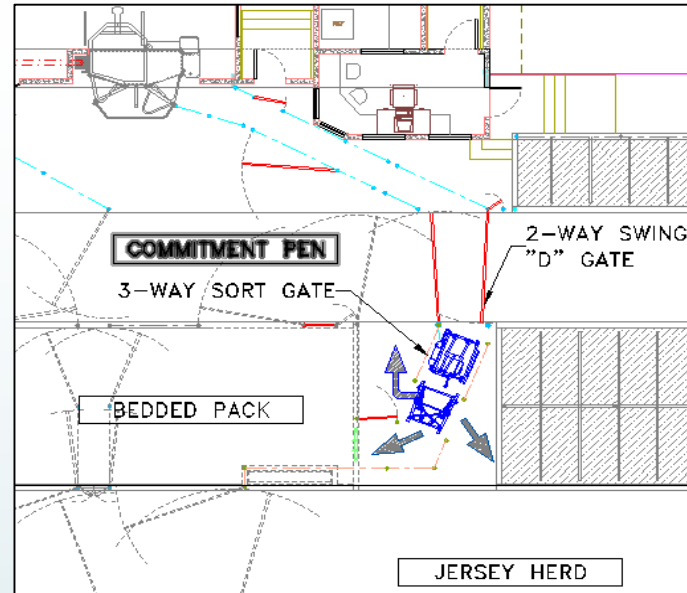 COMMITMENT PEN
2-WAY SWING
"D" GATE
3-WAY SORT GATE
BEDDED PACK
JERSEY HERD